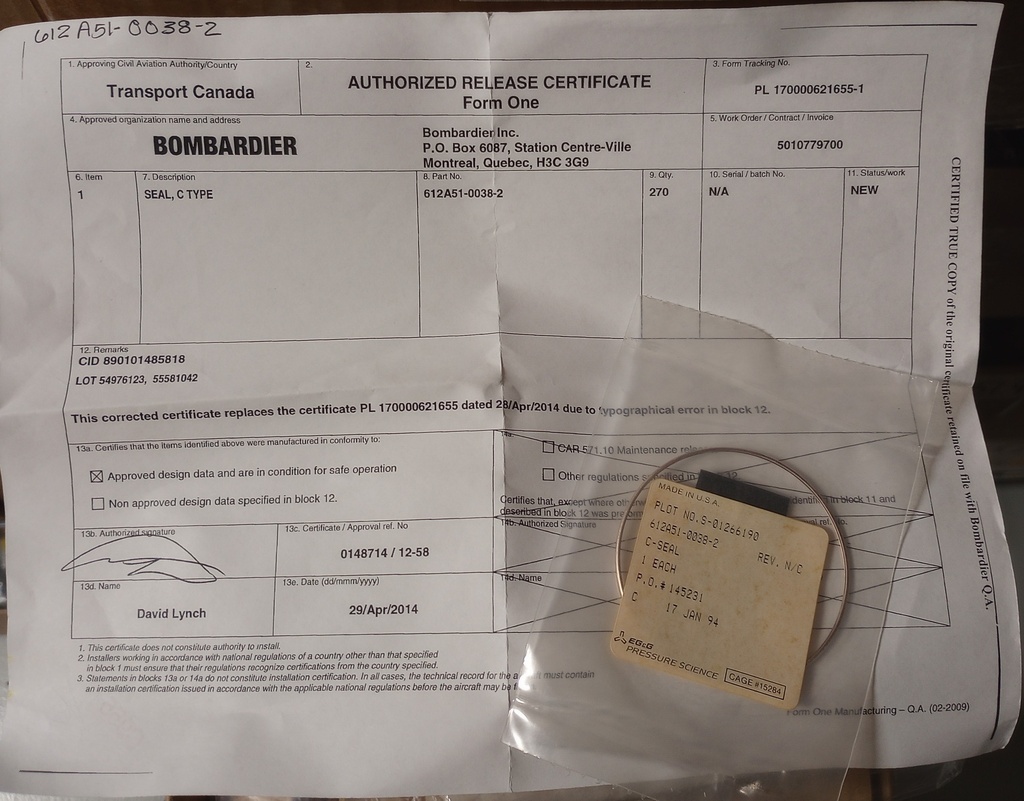 612A51-0038-2
1. Approving Civil Aviation Authority/Country
Transport Canada
2.
AUTHORIZED RELEASE CERTIFICATE
Form One
3. Form Tracking No.
PL 170000621655-1
4. Approved organization name and address
BOMBARDIER
Bombardier Inc.
P.O. Box 6087, Station Centre-Ville
Montreal, Quebec, H3C 3G9
5. Work Order / Contract / Invoice
5010779700
6. Item
7. Description
8. Part No.
9. Qty.
10. Serial / batch No.
11. Status/work
1
SEAL, C TYPE
612A51-0038-2
270
N/A
NEW
12. Remarks
CID 890101485818
LOT 54976123, 55581042
This corrected certificate replaces the certificate PL 170000621655 dated 28/Apr/2014 due to typographical error in block 12.
13a. Certifies that the items identified above were manufactured in conformity to:
Approved design data and are in condition for safe operation
Non approved design data specified in block 12.
14a.
CAR 571.10 Maintenance
Other regulations specified in 12
Certifies that, except where identified in block 11 and
described in block 12 was
13b. Authorized signature
13c. Certificate / Approval ref. No
0148714 / 12-58
14b. Authorized Signature
ref. No.
13d. Name
David Lynch
13e. Date (dd/mmm/yyyy)
29/Apr/2014
14d. Name
1. This certificate does not constitute authority to install.
2. Installers working in accordance with national regulations of a country other than that specified
in block 1 must ensure that their regulations recognize certifications from the country specified.
3. Statements in blocks 13a or 14a do not constitute installation certification. In all cases, the technical record for the must contain
an installation certification issued in accordance with the applicable national regulations before the aircraft may be
Form One Manufacturing – Q.A. (02-2009)
CERTIFIED TRUE COPY of the original certificate retained on file with Bombardier Q.A.
MADE IN U.S.A.
PLOT NO.S-01266190
612A51-0038-2 REV. N/C
C-SEAL
1 EACH
P.O.# 145231
C 17 JAN 94
EG&G
PRESSURE SCIENCE
CAGE #15284